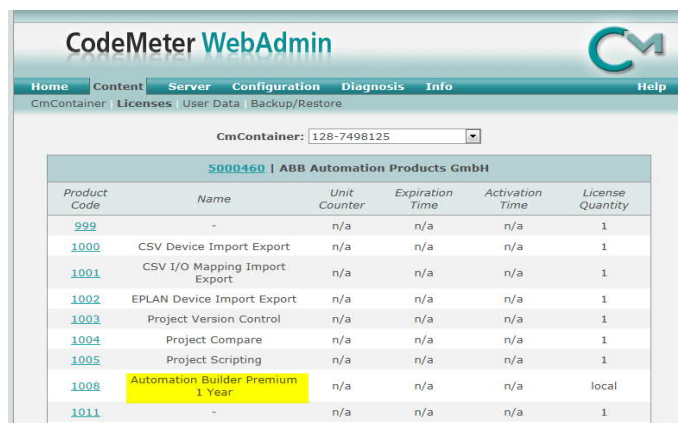 CodeMeter WebAdmin
CM
Home Content Server Configuration Diagnosis Info Help
CmContainer | Licenses | User Data | Backup/Restore
CmContainer: 128-7498125
5000460 | ABB Automation Products GmbH
Product Code Name Unit Counter Expiration Time Activation Time License Quantity
999 - n/a n/a n/a 1
1000 CSV Device Import Export n/a n/a n/a 1
1001 CSV I/O Mapping Import Export n/a n/a n/a 1
1002 EPLAN Device Import Export n/a n/a n/a 1
1003 Project Version Control n/a n/a n/a 1
1004 Project Compare n/a n/a n/a 1
1005 Project Scripting n/a n/a n/a 1
1008 Automation Builder Premium 1 Year n/a n/a n/a local
1011 - n/a n/a n/a 1